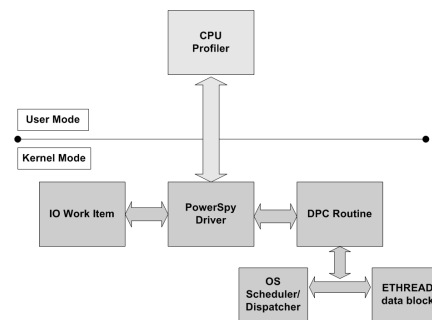 CPU
Profiler
User Mode
Kernel Mode
IO Work Item
PowerSpy
Driver
DPC Routine
OS
Scheduler/
Dispatcher
ETHREAD
data block